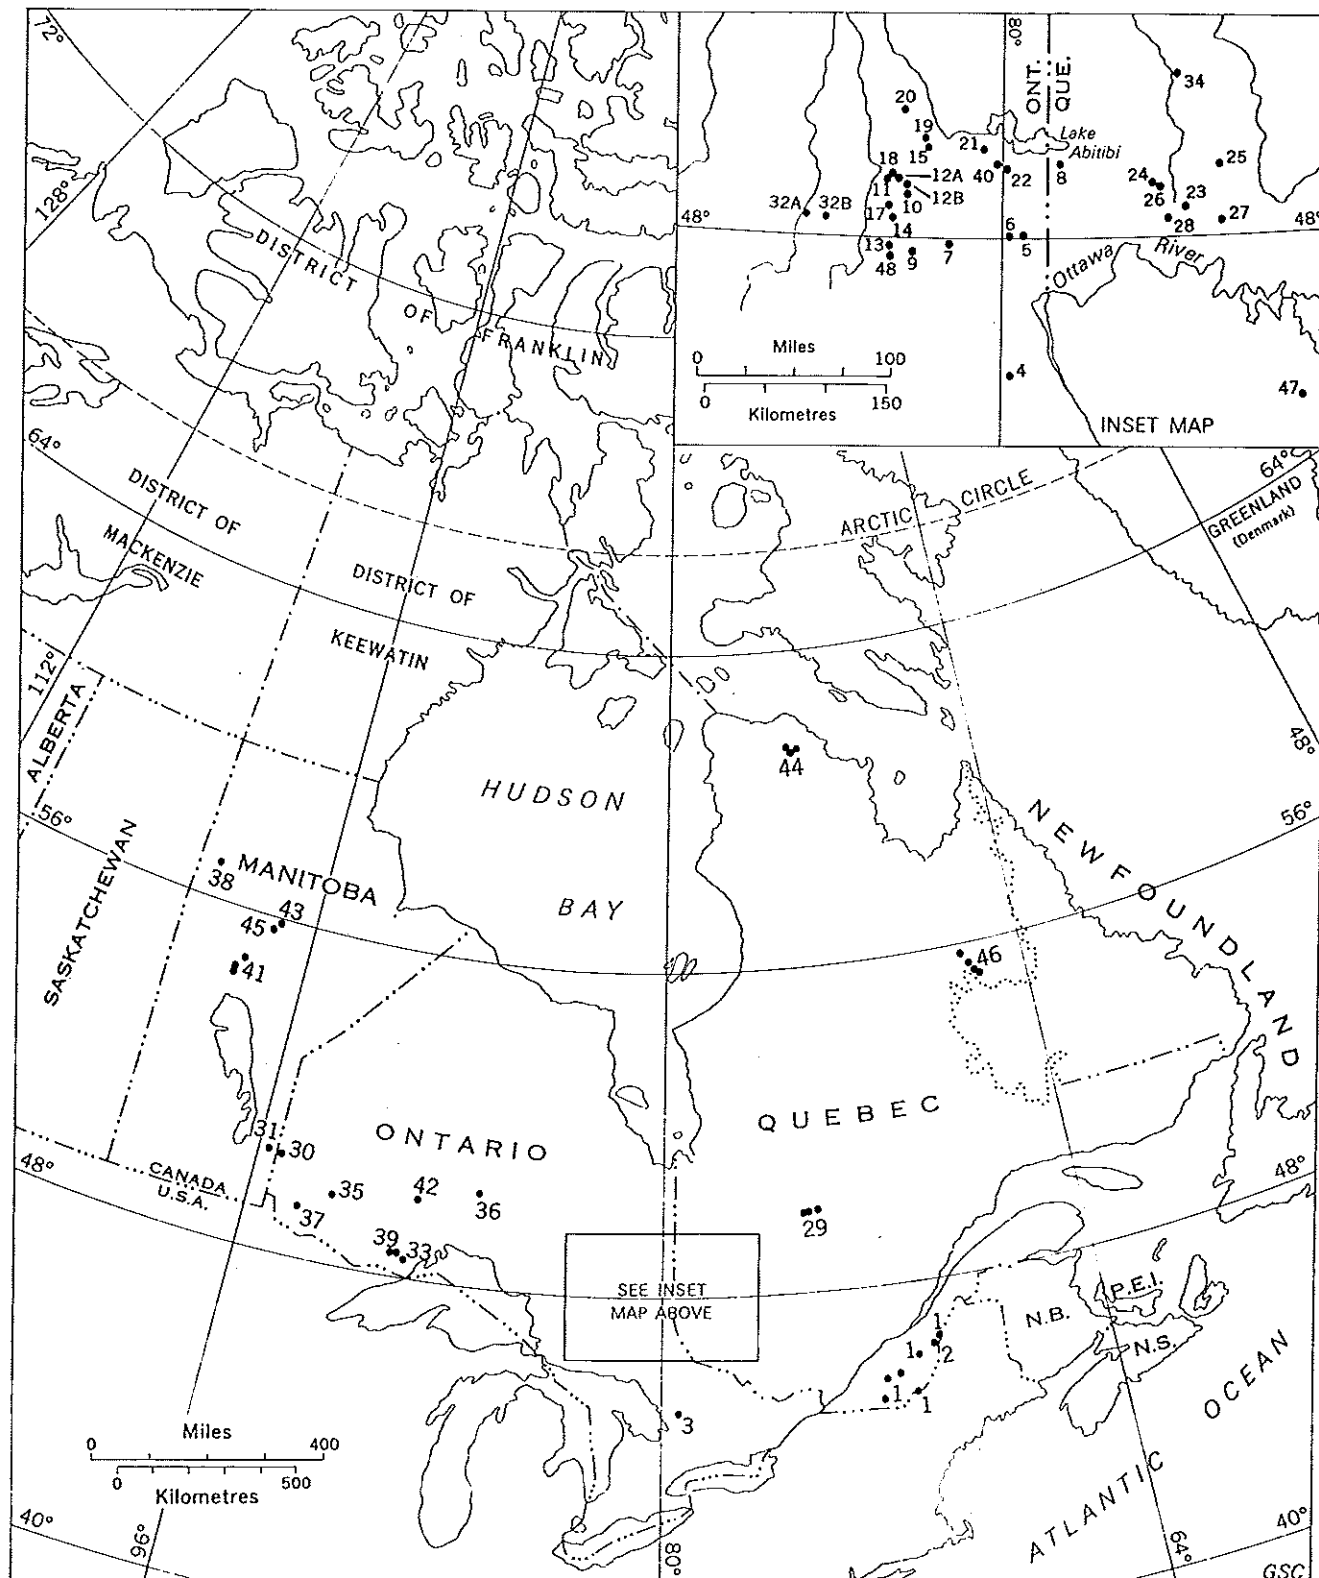 72°
128°
DISTRICT
OF
FRANKLIN
64°
DISTRICT OF
MACKENZIE
DISTRICT OF
KEEWATIN
112°
ALBERTA
56°
SASKATCHEWAN
MANITOBA
38
43
45
41
HUDSON
BAY
31
30
ONTARIO
48°
CANADA
U.S.A.
35
42
36
37
39
33
SEE INSET
MAP ABOVE
Miles
0 400
0 500
Kilometres
40°
96°
80°
3
20
19
15
21
18
12A
11
12B
10
17
14
13
48
9
7
32A
32B
48°
80°
ONT.
QUE.
Lake
Abitibi
40
22
8
6
5
34
25
24
26
23
28
27
48°
Ottawa
River
Miles
0 100
0 150
Kilometres
4
47
INSET MAP
ARCTIC CIRCLE
64°
GREENLAND
(Denmark)
48°
44
56°
NEWFOUNDLAND
46
QUEBEC
48°
29
P.E.I.
N.B.
N.S.
1
1
2
1
1
ATLANTIC
OCEAN
64°
40°
GSC